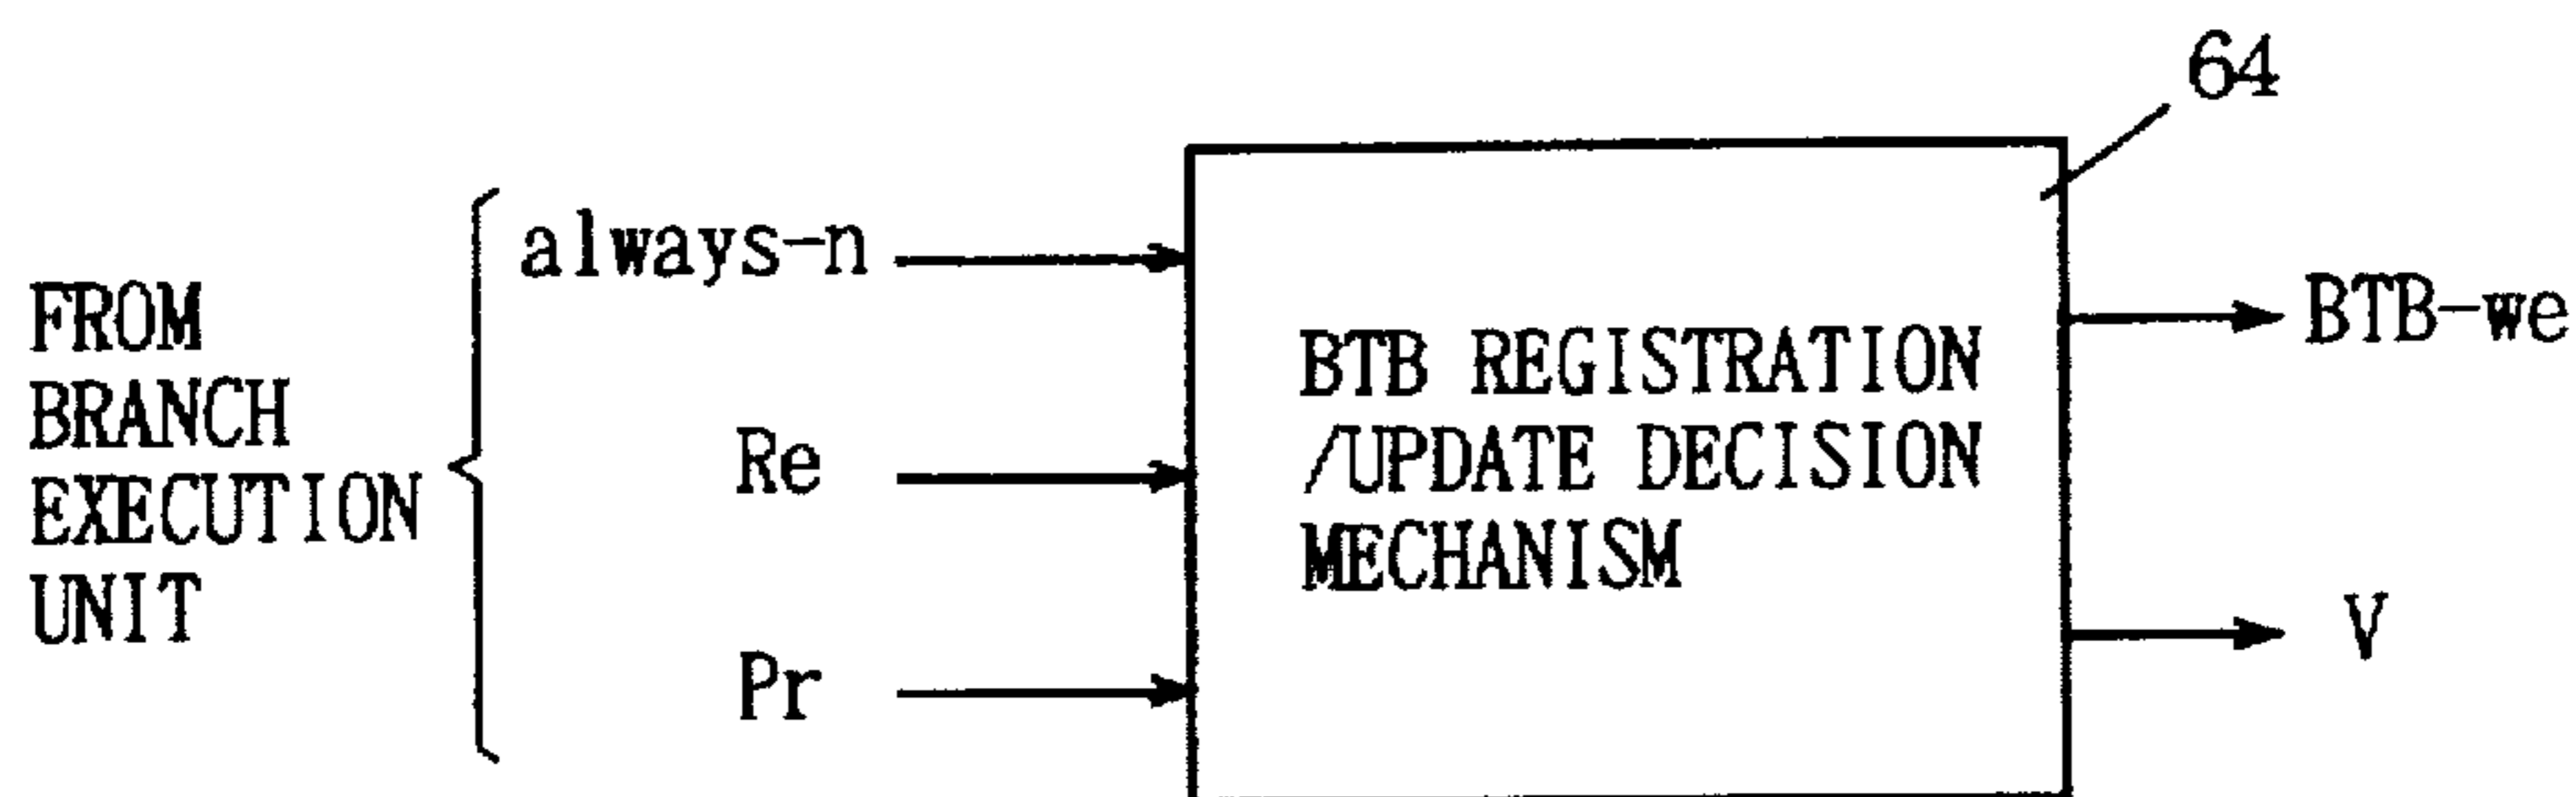 64
FROM
BRANCH
EXECUTION
UNIT
always-n
Re
Pr
BTB REGISTRATION
/UPDATE DECISION
MECHANISM
BTB-we
V